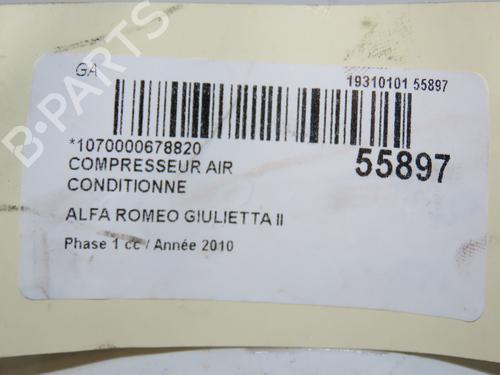 B-PARTS
GA
19310101 55897
*1070000678820
55897
COMPRESSEUR AIR
CONDITIONNE
ALFA ROMEO GIULIETTA II
Phase 1 cc / Année 2010